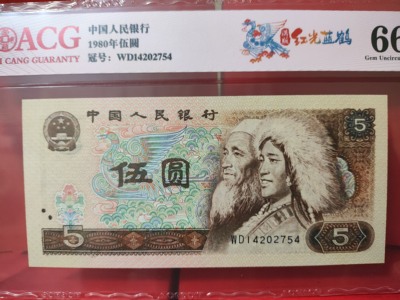 ACG
CANG GUARANTY
中国人民银行
1980年伍圆
冠号：WD14202754
红光蓝鹤
66
Gem Uncirc
中国人民银行
5
伍圆
5
WD14202754
5